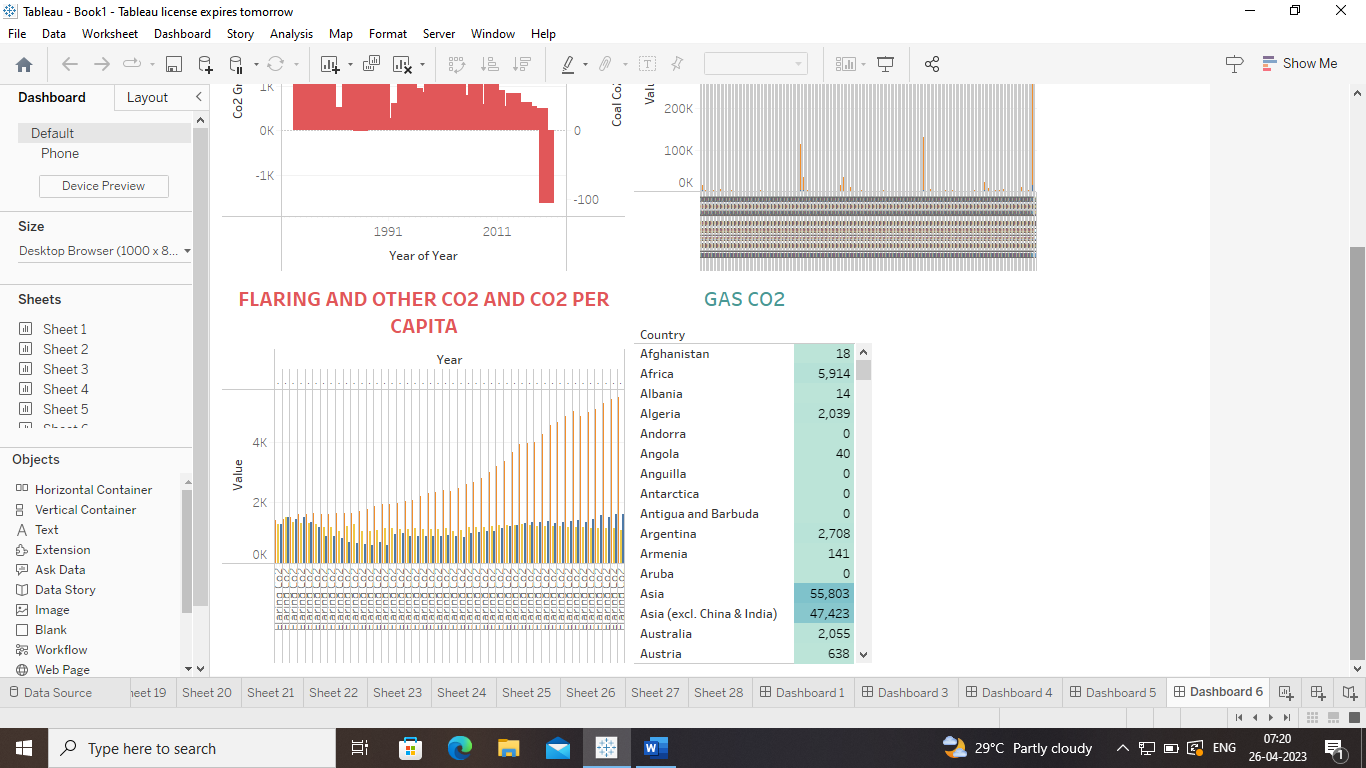 Tableau - Book1 - Tableau license expires tomorrow
File Data Worksheet Dashboard Story Analysis Map Format Server Window Help
Show Me
Dashboard Layout
Default
Phone
Device Preview
Size
Desktop Browser (1000 x 8...
Sheets
Sheet 1
Sheet 2
Sheet 3
Sheet 4
Sheet 5
Objects
Horizontal Container
Vertical Container
Text
Extension
Ask Data
Data Story
Image
Blank
Workflow
Web Page
Co2 Gr
1K
0K
-1K
Coal Co
0
-100
1991 2011
Year of Year
Valu
200K
100K
0K
FLARING AND OTHER CO2 AND CO2 PER
CAPITA
Year
Value
4K
2K
0K
GAS CO2
Country
Afghanistan 18
Africa 5,914
Albania 14
Algeria 2,039
Andorra 0
Angola 40
Anguilla 0
Antarctica 0
Antigua and Barbuda 0
Argentina 2,708
Armenia 141
Aruba 0
Asia 55,803
Asia (excl. China & India) 47,423
Australia 2,055
Austria 638
Data Source heet 19 Sheet 20 Sheet 21 Sheet 22 Sheet 23 Sheet 24 Sheet 25 Sheet 26 Sheet 27 Sheet 28 Dashboard 1 Dashboard 3 Dashboard 4 Dashboard 5 Dashboard 6
Type here to search
29°C Partly cloudy
ENG
07:20
26-04-2023
1